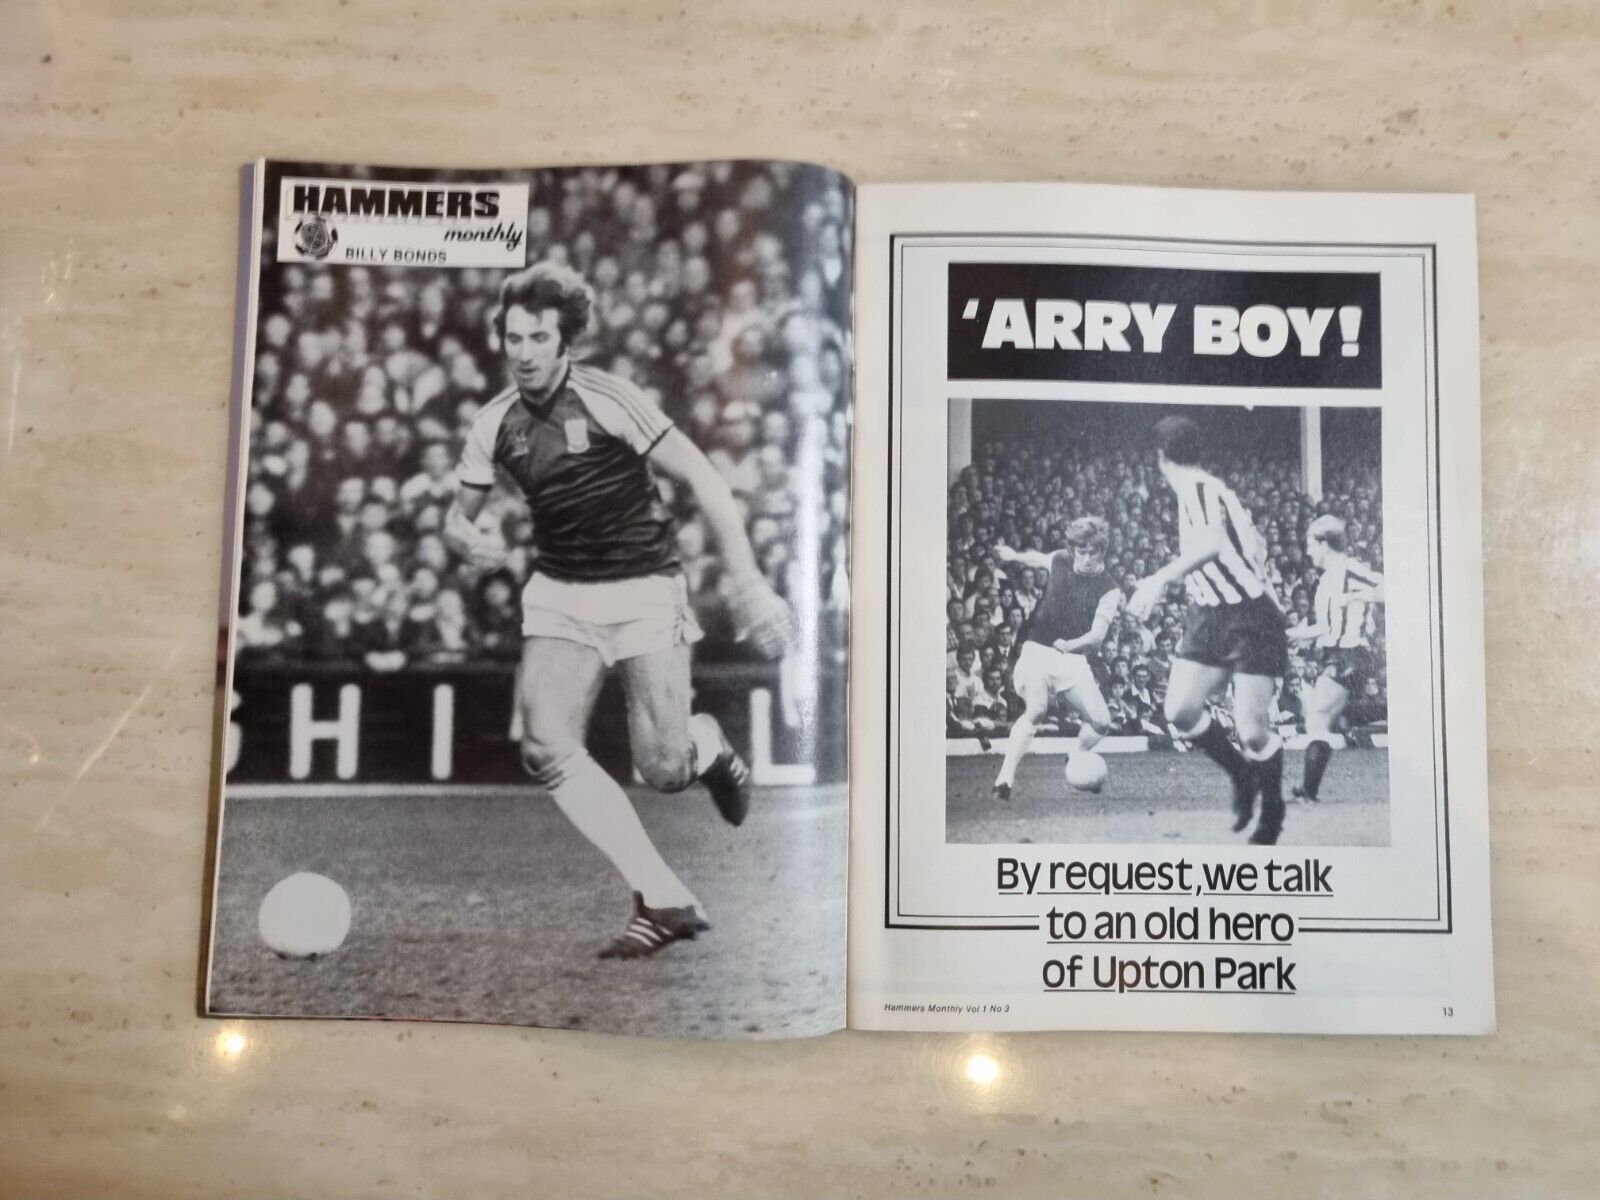 HAMMERS
monthly
BILLY BONDS
SHI L
'ARRY BOY!
By request, we talk
to an old hero
of Upton Park
Hammers Monthly Vol 1 No 3
13